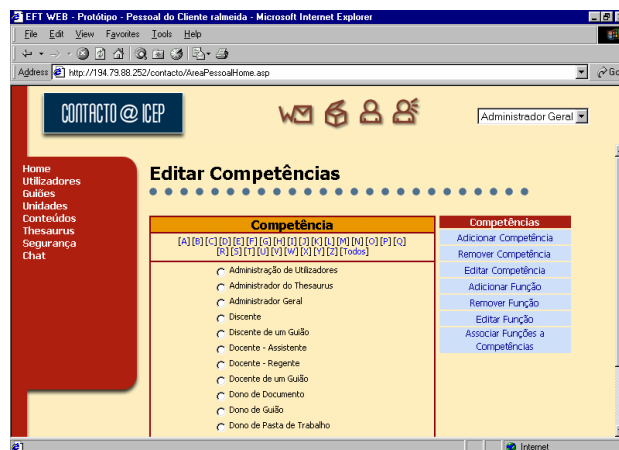 EFT WEB - Protótipo - Pessoal do Cliente ralmeida - Microsoft Internet Explorer
File Edit View Favorites Tools Help
Address http://194.79.88.252/contacto/AreaPessoalHome.asp Go
CONTACTO @ ICEP
Administrador Geral
Home
Utilizadores
Guiões
Unidades
Conteúdos
Thesaurus
Segurança
Chat
Editar Competências
Competência
[A][B][C][D][E][F][G][H][I][J][K][L][M][N][O][P][Q]
[R][S][T][U][V][W][X][Y][Z][Todos]
Administração de Utilizadores
Administrador do Thesaurus
Administrador Geral
Discente
Discente de um Guião
Docente - Assistente
Docente - Regente
Docente de um Guião
Dono de Documento
Dono de Guião
Dono de Pasta de Trabalho
Competências
Adicionar Competência
Remover Competência
Editar Competência
Adicionar Função
Remover Função
Editar Função
Associar Funções a
Competências
Internet